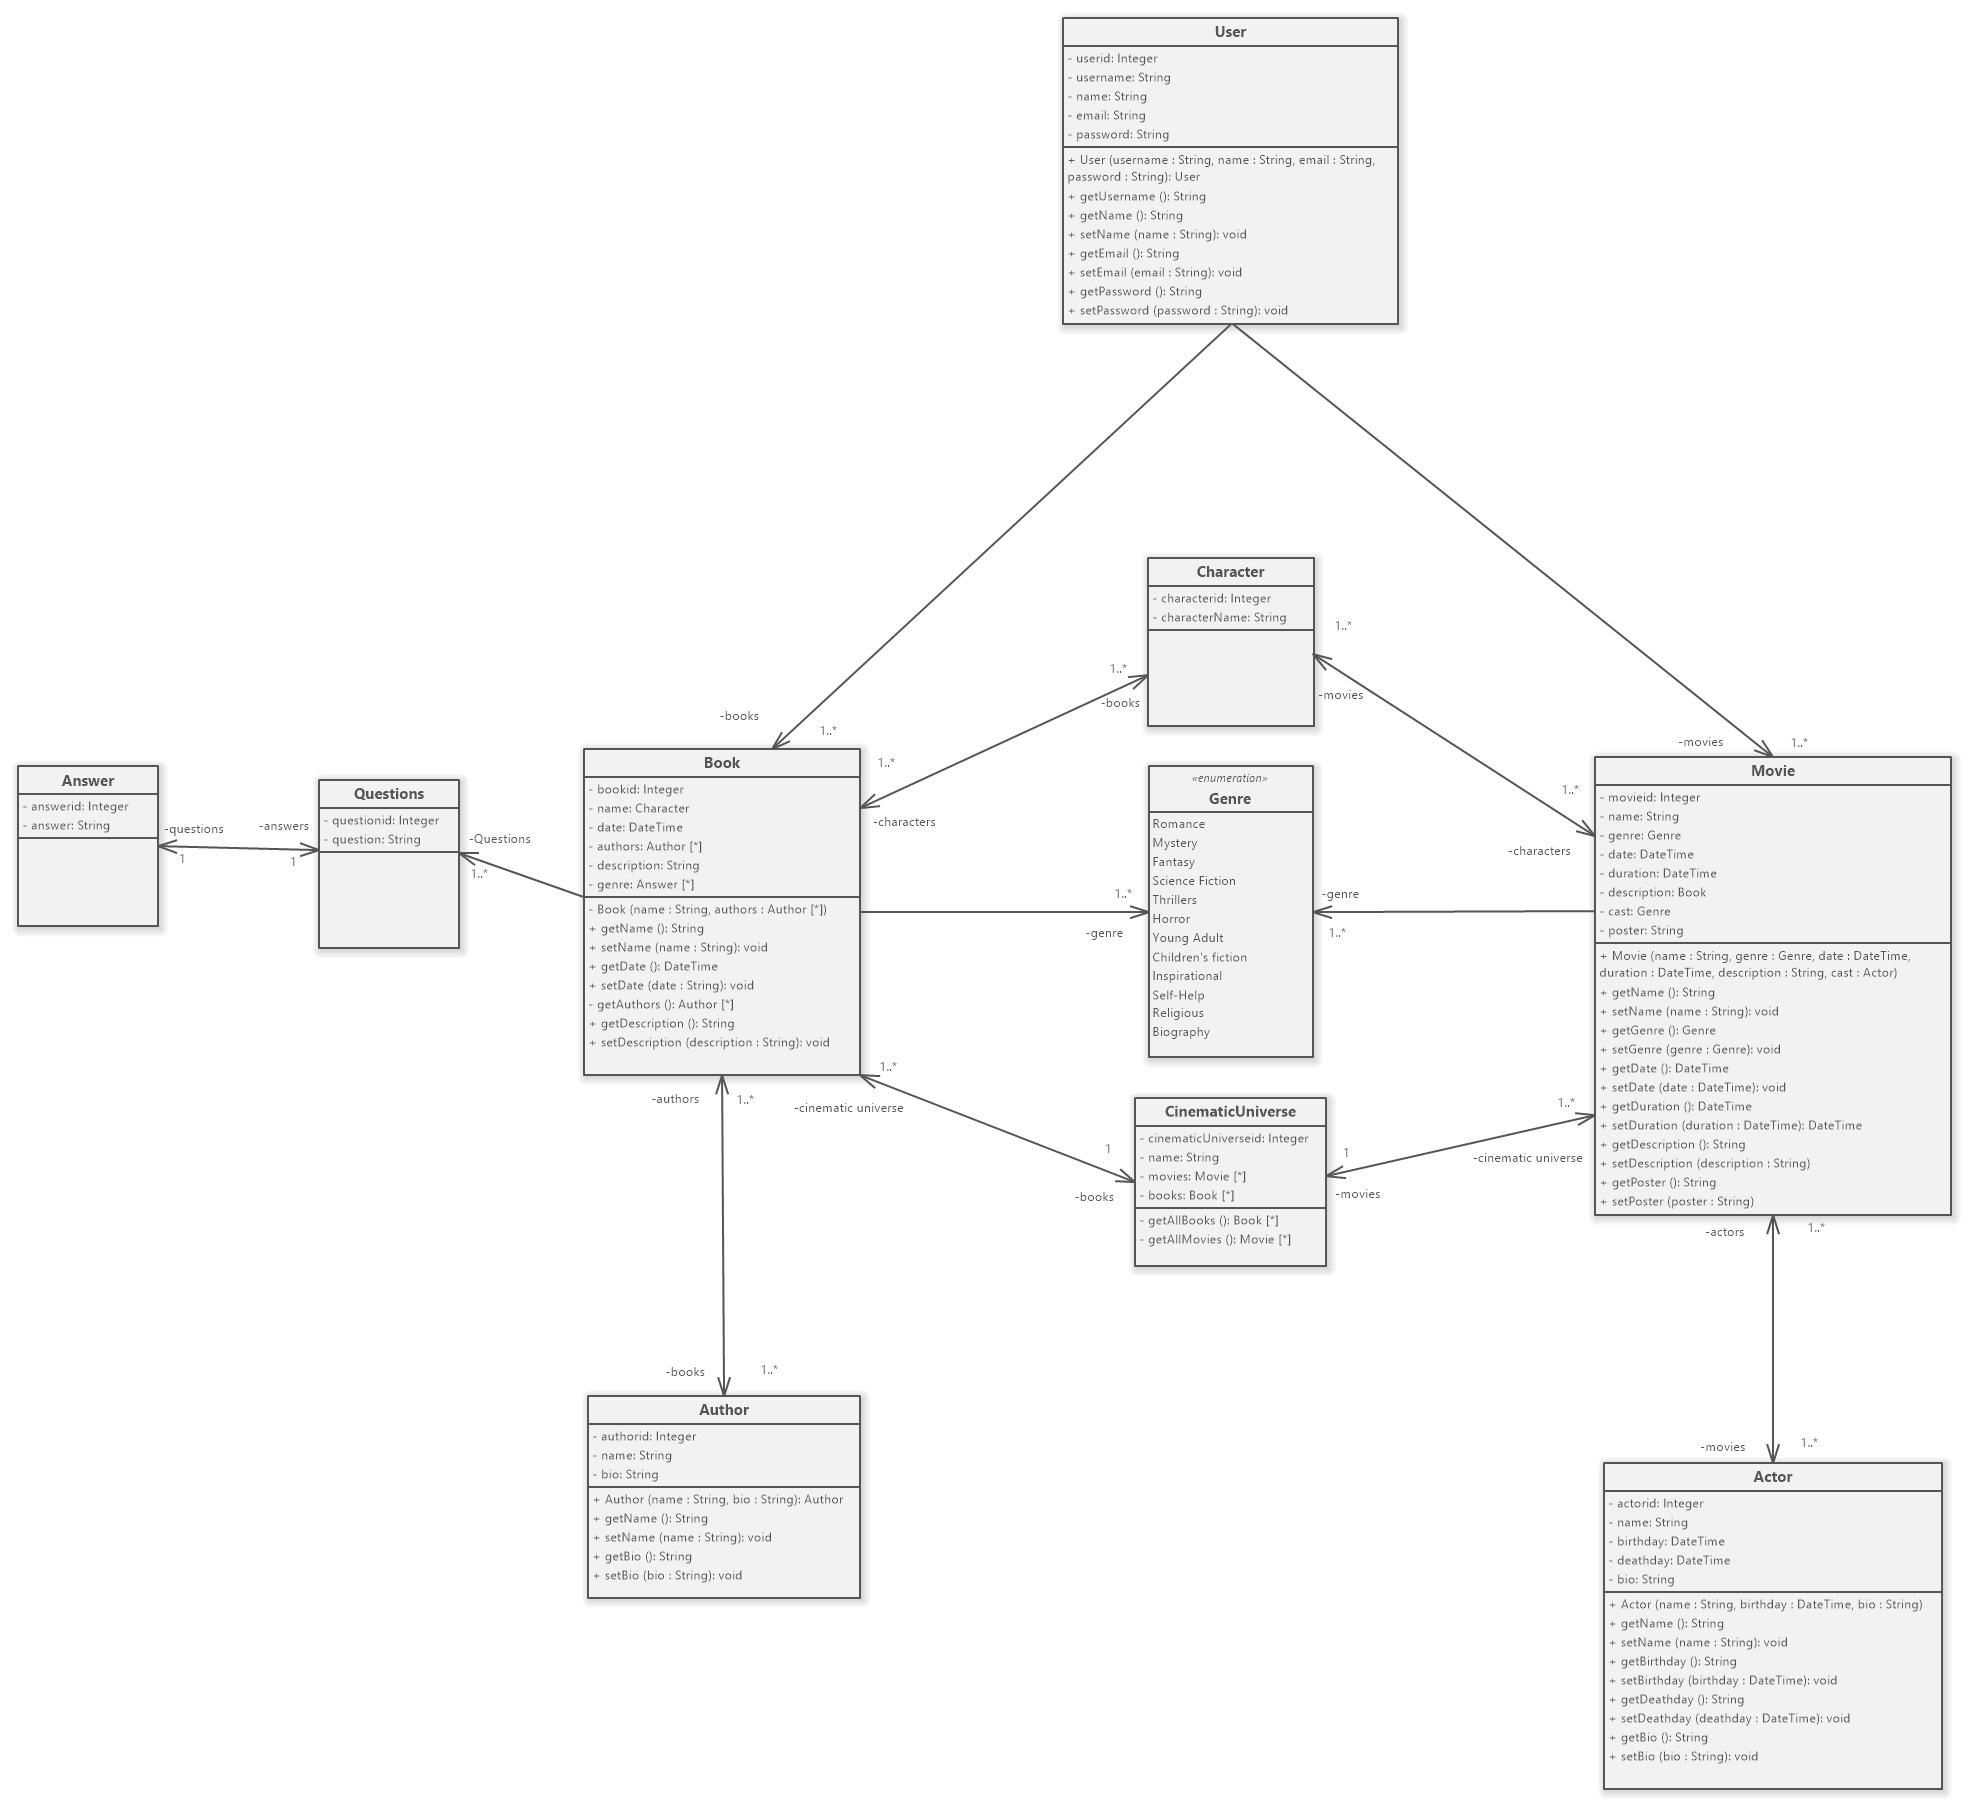 User
- userid: Integer
- username: String
- name: String
- email: String
- password: String
+ User (username : String, name : String, email : String,
password : String): User
+ getUsername (): String
+ getName (): String
+ setName (name : String): void
+ getEmail (): String
+ setEmail (email : String): void
+ getPassword (): String
+ setPassword (password : String): void
-books
1..*
-movies
1..*
Character
- characterid: Integer
- characterName: String
1..*
-books
1..*
-characters
1..*
-movies
1..*
-characters
Answer
- answerid: Integer
- answer: String
-questions
1
-answers
1
Questions
- questionid: Integer
- question: String
-Questions
1..*
Book
- bookid: Integer
- name: Character
- date: DateTime
- authors: Author [*]
- description: String
- genre: Answer [*]
- Book (name : String, authors : Author [*])
+ getName (): String
+ setName (name : String): void
+ getDate (): DateTime
+ setDate (date : String): void
- getAuthors (): Author [*]
+ getDescription (): String
+ setDescription (description : String): void
1..*
-genre
«enumeration»
Genre
Romance
Mystery
Fantasy
Science Fiction
Thrillers
Horror
Young Adult
Children's fiction
Inspirational
Self-Help
Religious
Biography
-genre
1..*
Movie
- movieid: Integer
- name: String
- genre: Genre
- date: DateTime
- duration: DateTime
- description: Book
- cast: Genre
- poster: String
+ Movie (name : String, genre : Genre, date : DateTime,
duration : DateTime, description : String, cast : Actor)
+ getName (): String
+ setName (name : String): void
+ getGenre (): Genre
+ setGenre (genre : Genre): void
+ getDate (): DateTime
+ setDate (date : DateTime): void
+ getDuration (): DateTime
+ setDuration (duration : DateTime): DateTime
+ getDescription (): String
+ setDescription (description : String)
+ getPoster (): String
+ setPoster (poster : String)
-authors
1..*
1..*
-cinematic universe
1
-books
CinematicUniverse
- cinematicUniverseid: Integer
- name: String
- movies: Movie [*]
- books: Book [*]
- getAllBooks (): Book [*]
- getAllMovies (): Movie [*]
1
-movies
1..*
-cinematic universe
-actors
1..*
-books
1..*
Author
- authorid: Integer
- name: String
- bio: String
+ Author (name : String, bio : String): Author
+ getName (): String
+ setName (name : String): void
+ getBio (): String
+ setBio (bio : String): void
-movies
1..*
Actor
- actorid: Integer
- name: String
- birthday: DateTime
- deathday: DateTime
- bio: String
+ Actor (name : String, birthday : DateTime, bio : String)
+ getName (): String
+ setName (name : String): void
+ getBirthday (): String
+ setBirthday (birthday : DateTime): void
+ getDeathday (): String
+ setDeathday (deathday : DateTime): void
+ getBio (): String
+ setBio (bio : String): void